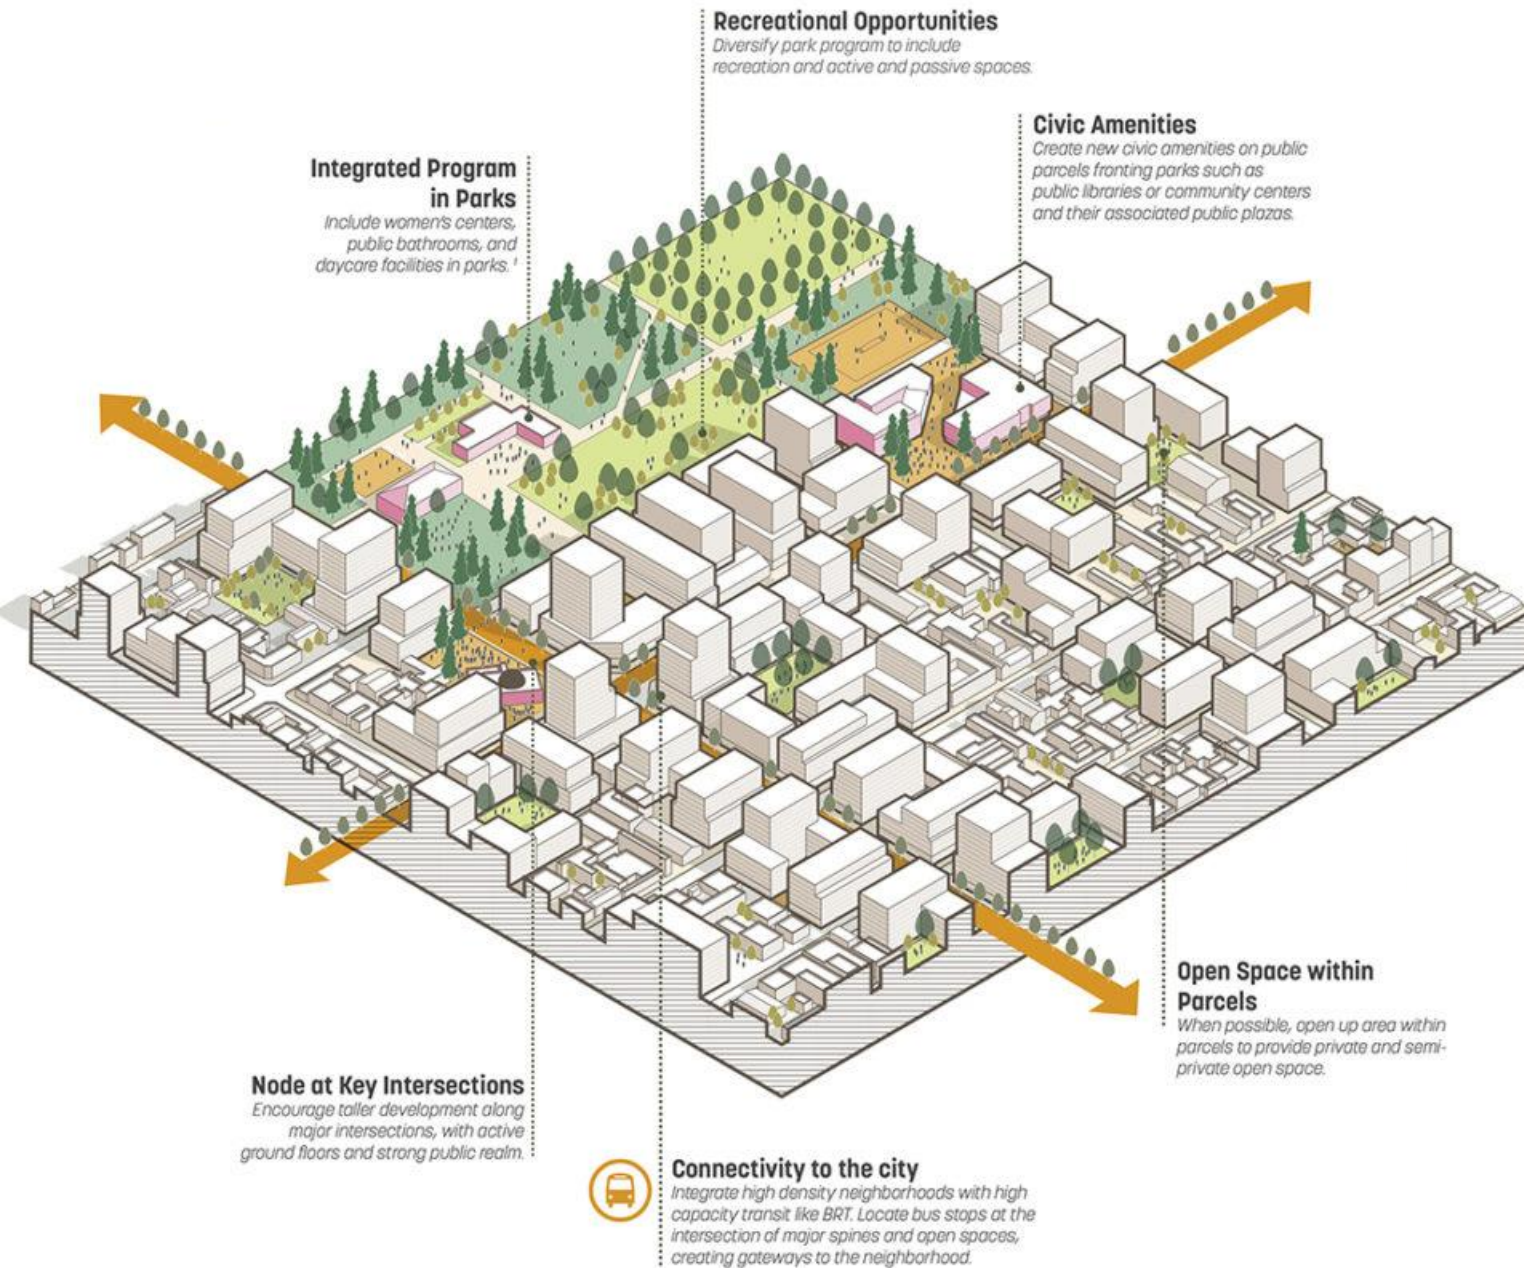 Recreational Opportunities
Diversify park program to include
recreation and active and passive spaces.
Civic Amenities
Create new civic amenities on public
parcels fronting parks such as
public libraries or community centers
and their associated public plazas.
Integrated Program
in Parks
Include women's centers,
public bathrooms, and
daycare facilities in parks. 1
Open Space within
Parcels
When possible, open up area within
parcels to provide private and semi-
private open space.
Node at Key Intersections
Encourage taller development along
major intersections, with active
ground floors and strong public realm.
Connectivity to the city
Integrate high density neighborhoods with high
capacity transit like BRT. Locate bus stops at the
intersection of major spines and open spaces,
creating gateways to the neighborhood.